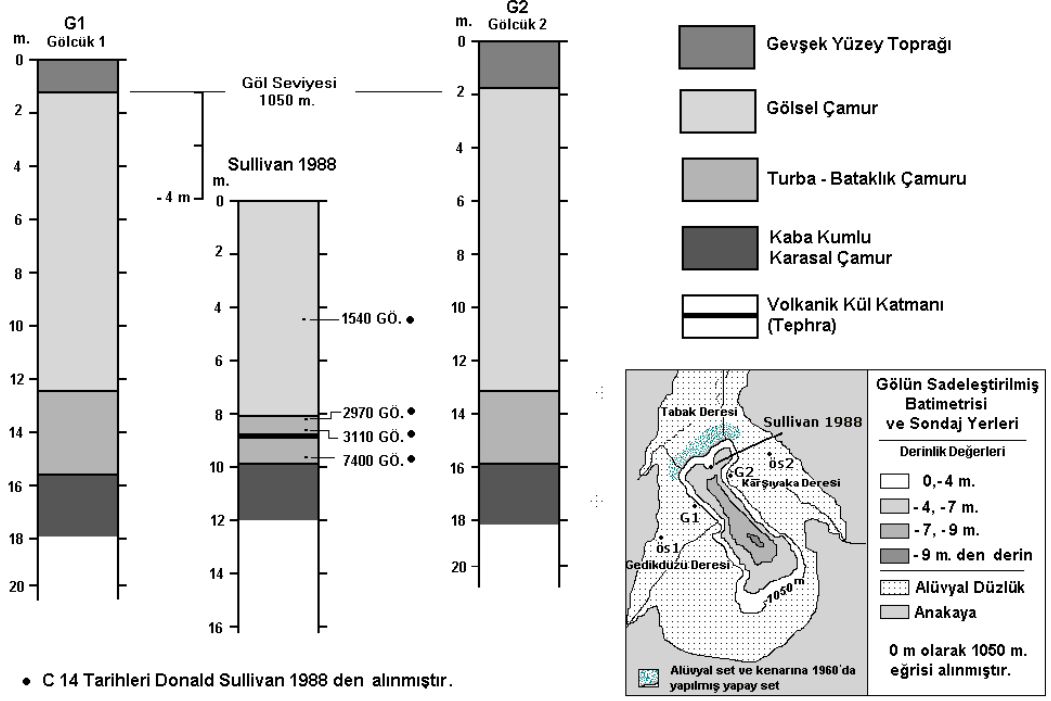 G1
Gölcük 1
m.
0
2
4
6
8
10
12
14
16
18
20
Göl Seviyesi
1050 m.
- 4 m
Sullivan 1988
m.
0
2
4
6
8
10
12
14
16
1540 GÖ.
2970 GÖ.
3110 GÖ.
7400 GÖ.
G2
Gölcük 2
m.
0
2
4
6
8
10
12
14
16
18
20
Gevşek Yüzey Toprağı
Gölsel Çamur
Turba - Bataklık Çamuru
Kaba Kumlu
Karasal Çamur
Volkanik Kül Katmanı
(Tephra)
Tabak Deresi
Sullivan 1988
ös2
G2
Karşıyaka Deresi
G1
ös1
Gedikdüzü Deresi
1050 m
Alüvyal set ve kenarına 1960'da
yapılmış yapay set
Gölün Sadeleştirilmiş
Batimetrisi
ve Sondaj Yerleri
Derinlik Değerleri
0,-4 m.
-4, -7 m.
-7, -9 m.
-9 m. den derin
Alüvyal Düzlük
Anakaya
0 m olarak 1050 m.
eğrisi alınmıştır.
● C 14 Tarihleri Donald Sullivan 1988 den alınmıştır.